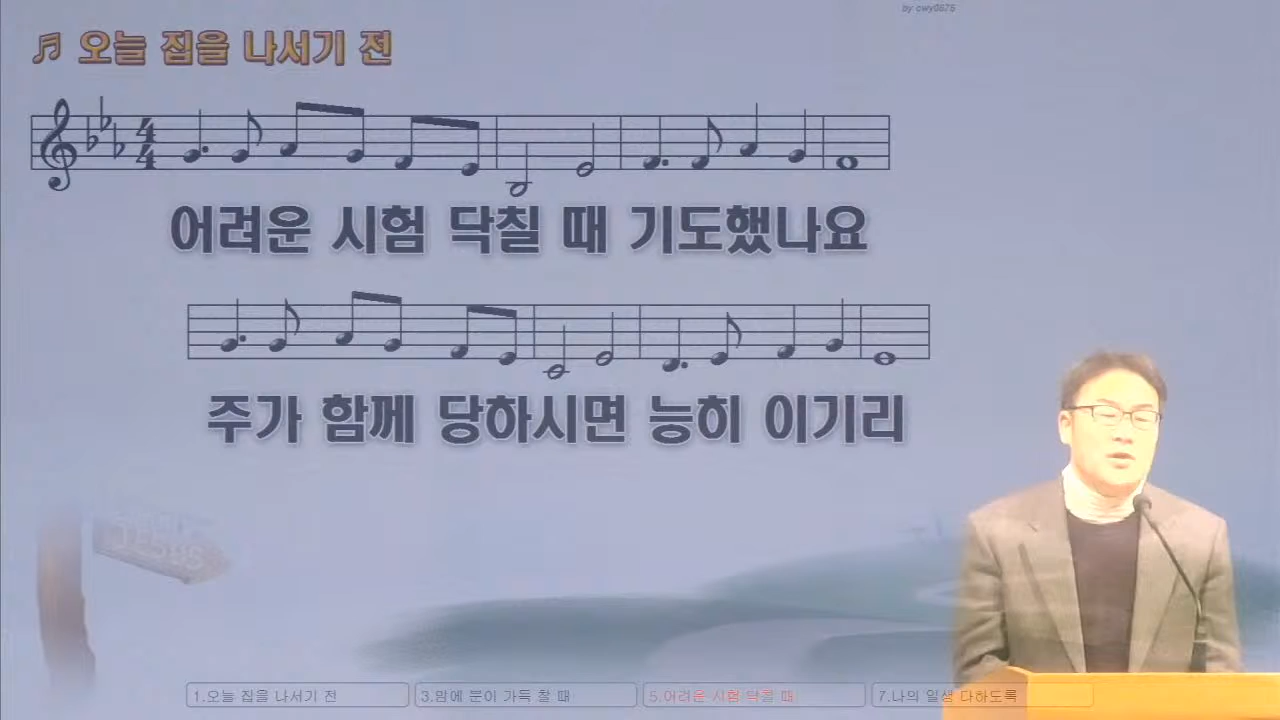 by cwy0675
오늘 집을 나서기 전
4
4
어려운 시험 닥칠 때 기도했나요
주가 함께 당하시면 능히 이기리
JESUS
1.오늘 집을 나서기 전
3.맘에 분이 가득 찰 때
5.어려운 시험 닥칠 때
7.나의 일생 다하도록